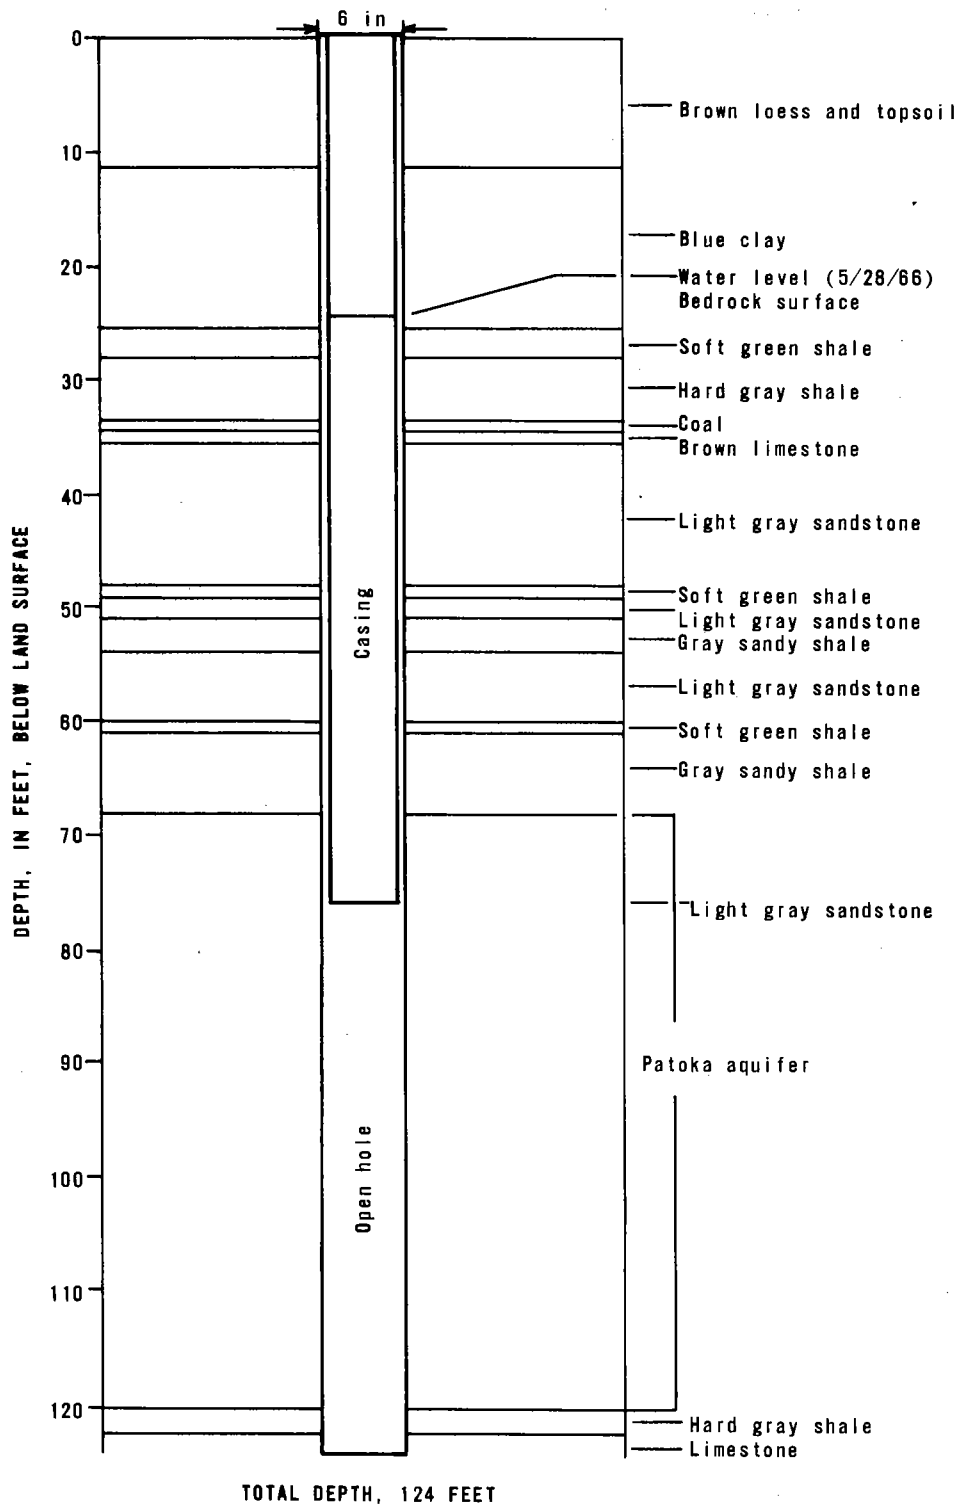 6 in
0
Brown loess and topsoil
10
Blue clay
20
Water level (5/28/66)
Bedrock surface
Soft green shale
30
Hard gray shale
Coal
Brown limestone
40
Light gray sandstone
DEPTH, IN FEET, BELOW LAND SURFACE
Casing
Soft green shale
50
Light gray sandstone
Gray sandy shale
Light gray sandstone
60
Soft green shale
Gray sandy shale
70
Light gray sandstone
80
90
Patoka aquifer
Open hole
100
110
120
Hard gray shale
Limestone
TOTAL DEPTH, 124 FEET